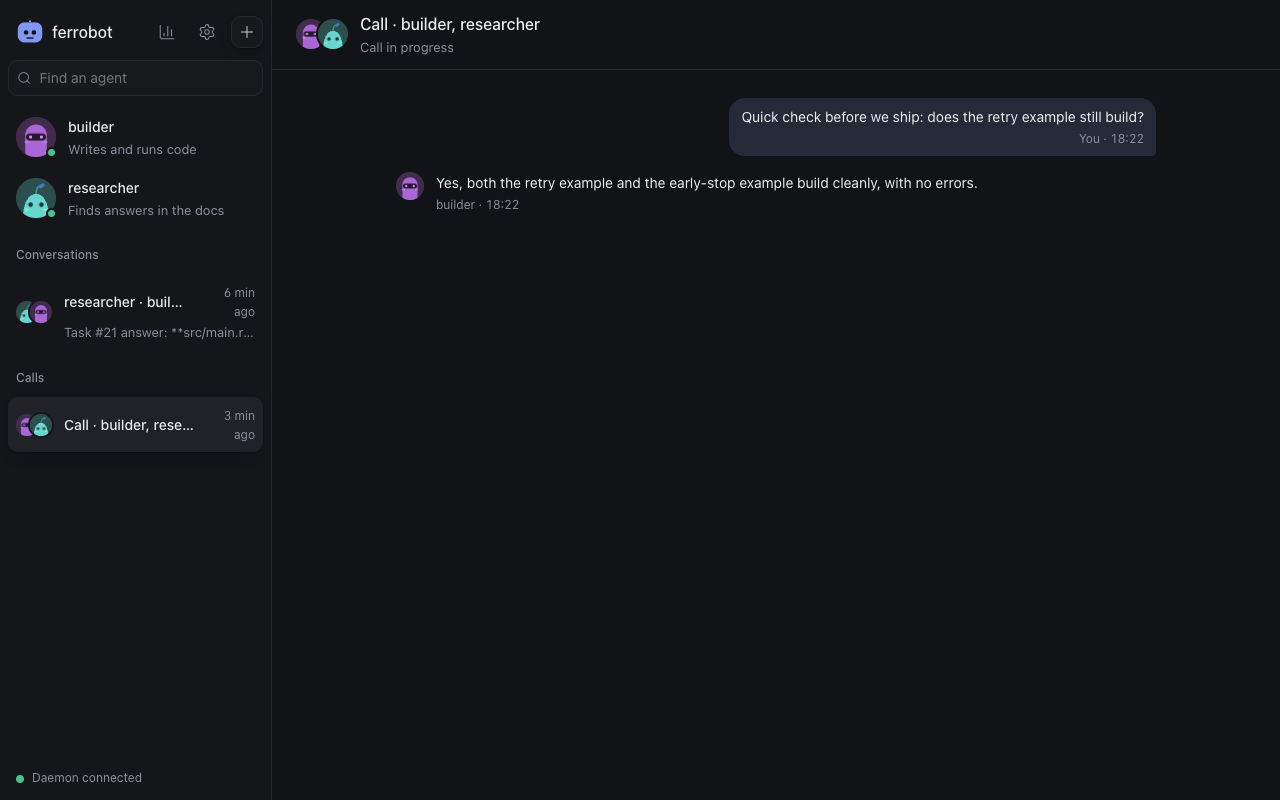 ferrobot
Find an agent
builder
Writes and runs code
researcher
Finds answers in the docs
Conversations
researcher · buil...
6 min
ago
Task #21 answer: **src/main.r...
Calls
Call · builder, rese...
3 min
ago
Daemon connected
Call · builder, researcher
Call in progress
Quick check before we ship: does the retry example still build?
You · 18:22
Yes, both the retry example and the early-stop example build cleanly, with no errors.
builder · 18:22